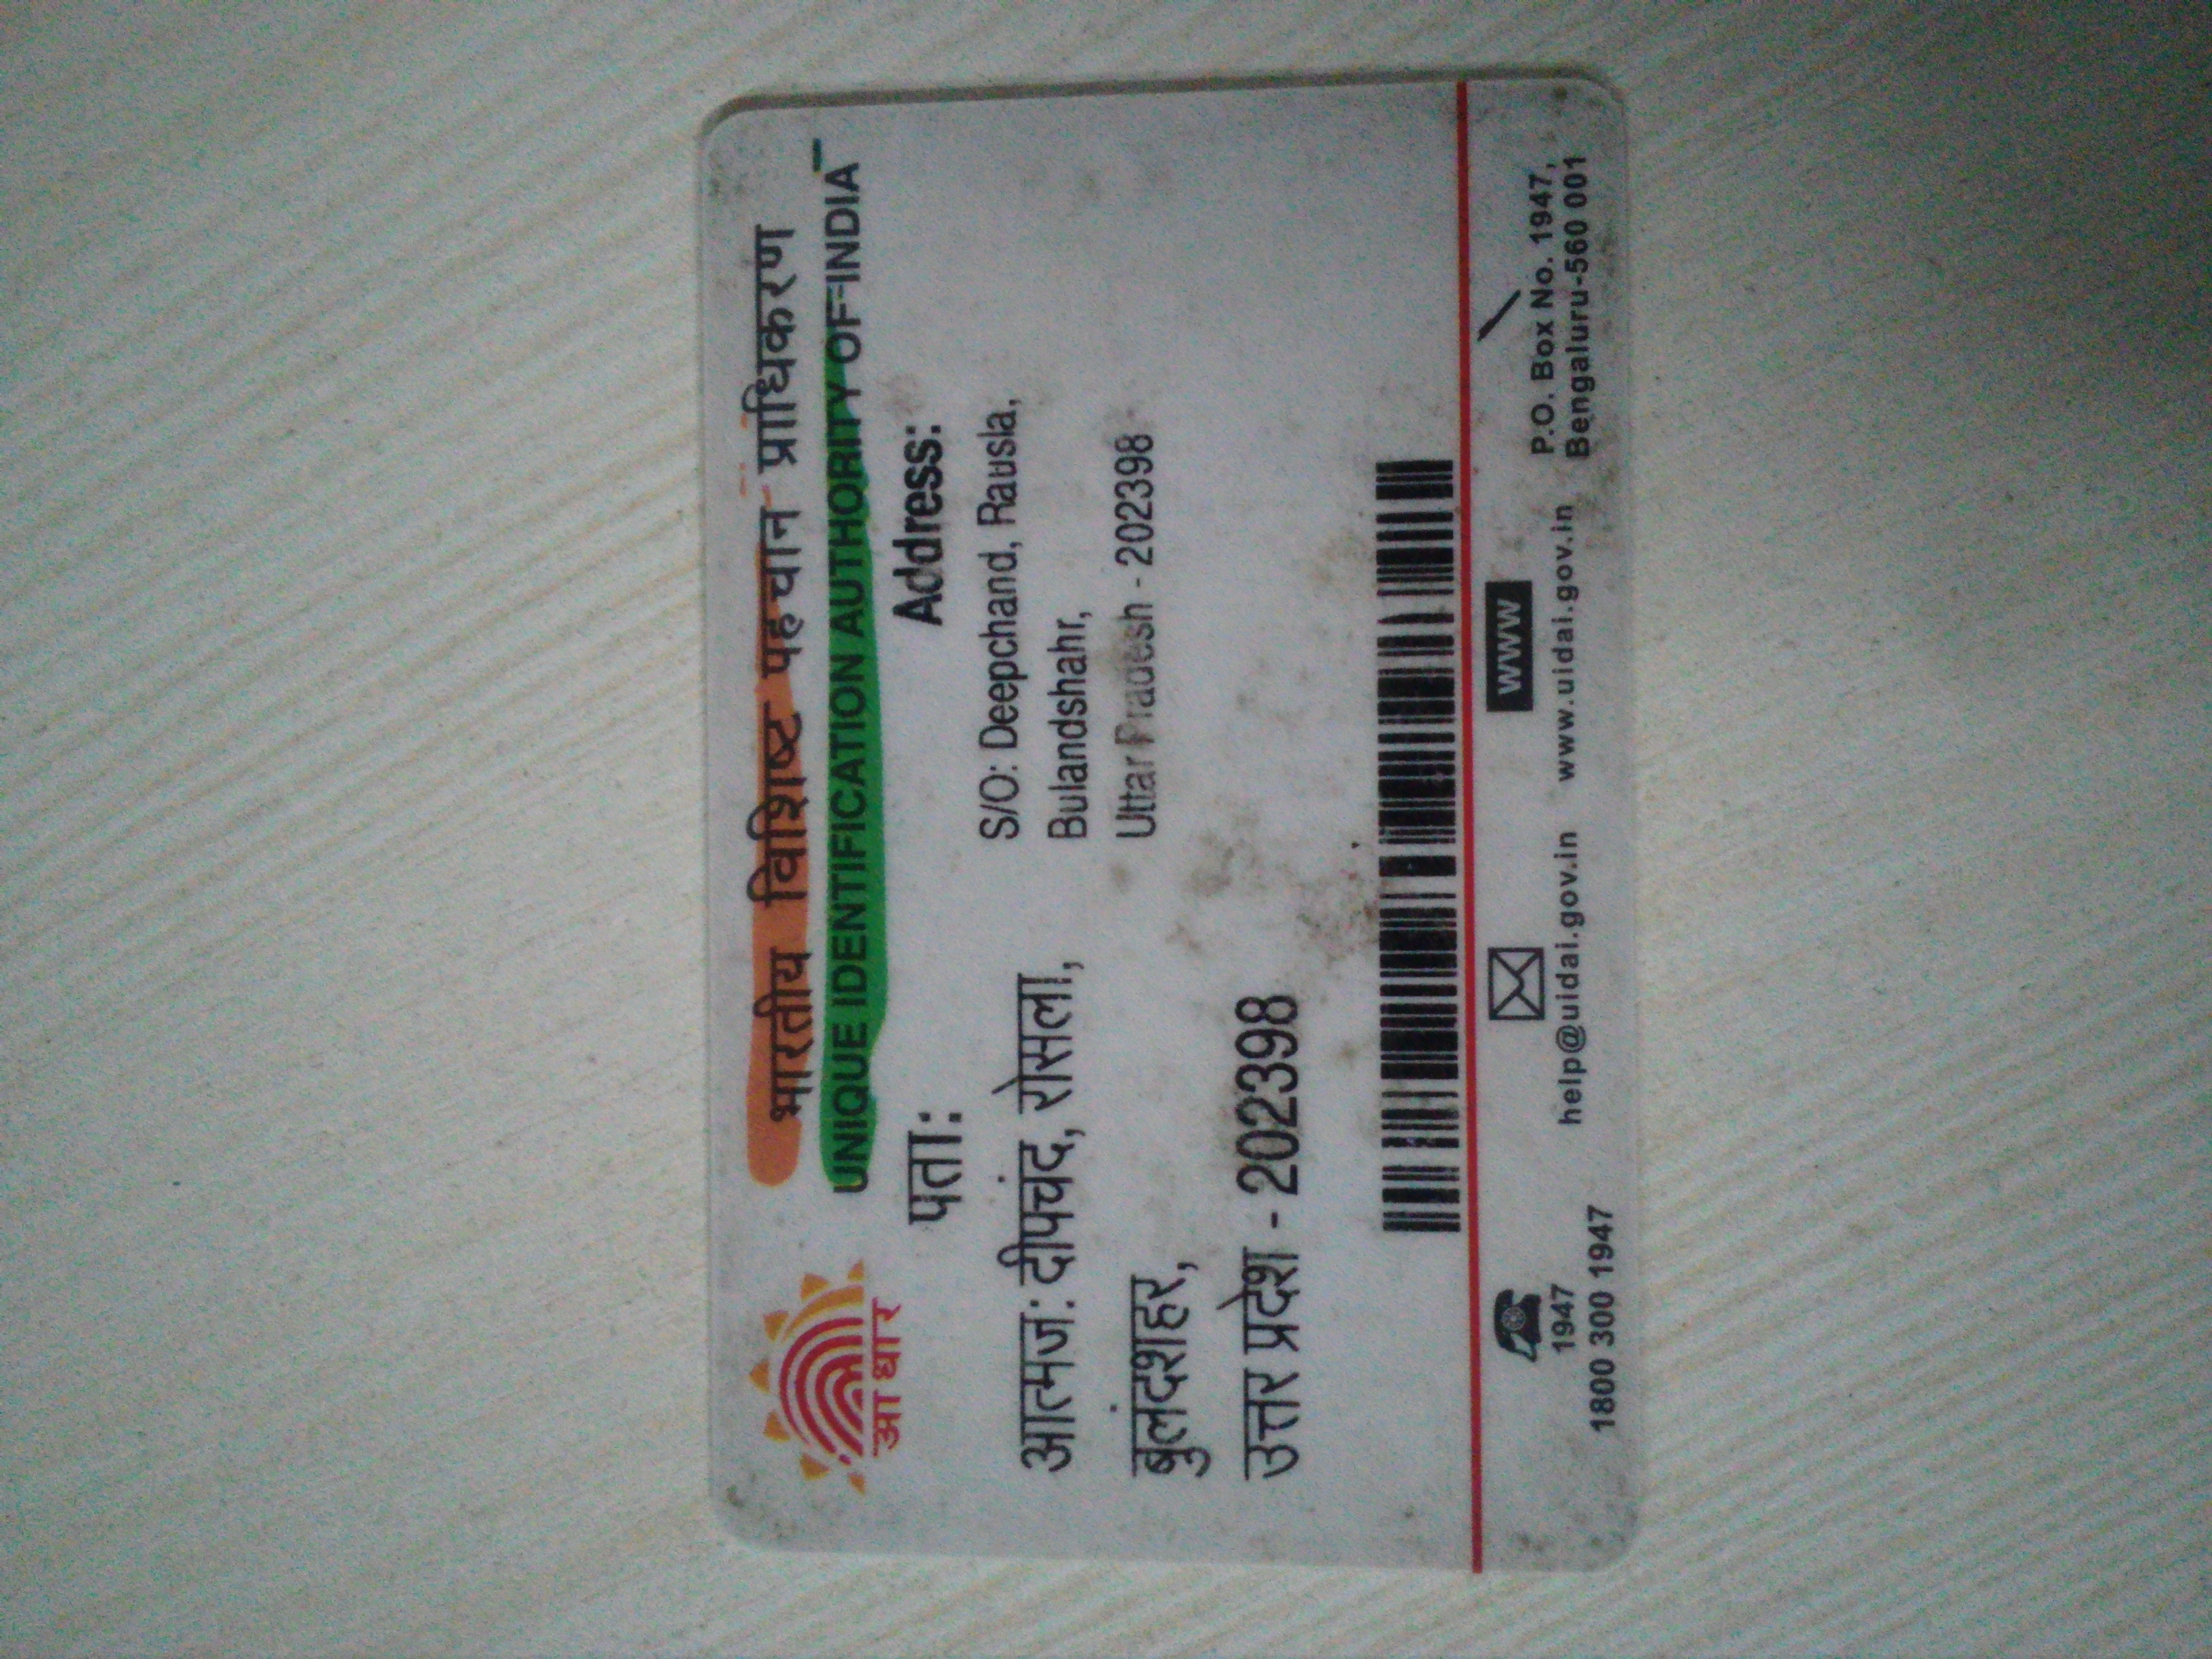 भारतीय विशिष्ट पहचान प्राधिकरण
UNIQUE IDENTIFICATION AUTHORITY OF INDIA
आधार
पता:
आत्मज: दीपचंद, रोसला,
बुलंदशहर,
उत्तर प्रदेश - 202398
Address:
S/O: Deepchand, Rausla,
Bulandshahr,
Uttar Pradesh - 202398
1947
1800 300 1947
help@uidai.gov.in
www
www.uidai.gov.in
P.O. Box No. 1947,
Bengaluru-560 001